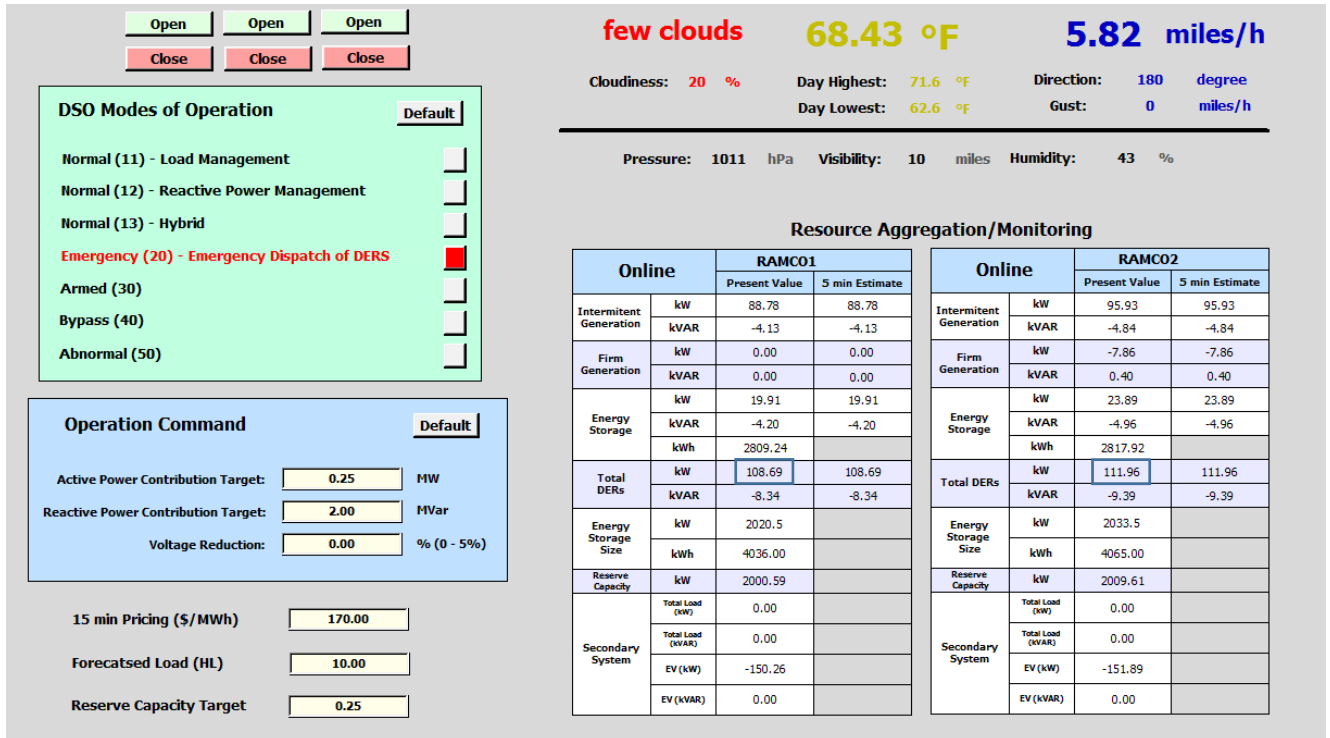 Open Open Open
Close Close Close
DSO Modes of Operation Default
Normal (11) - Load Management
Normal (12) - Reactive Power Management
Normal (13) - Hybrid
Emergency (20) - Emergency Dispatch of DERS
Armed (30)
Bypass (40)
Abnormal (50)
Operation Command Default
Active Power Contribution Target: 0.25 MW
Reactive Power Contribution Target: 2.00 MVar
Voltage Reduction: 0.00 % (0 - 5%)
15 min Pricing ($/MWh) 170.00
Forecatsed Load (HL) 10.00
Reserve Capacity Target 0.25
few clouds 68.43 °F 5.82 miles/h
Cloudiness: 20 % Day Highest: 71.6 °F Direction: 180 degree
Day Lowest: 62.6 °F Gust: 0 miles/h
Pressure: 1011 hPa Visibility: 10 miles Humidity: 43 %
Resource Aggregation/Monitoring
Online RAMCO1
Present Value 5 min Estimate
Intermitent Generation kW 88.78 88.78
kVAR -4.13 -4.13
Firm Generation kW 0.00 0.00
kVAR 0.00 0.00
Energy Storage kW 19.91 19.91
kVAR -4.20 -4.20
kWh 2809.24
Total DERs kW 108.69 108.69
kVAR -8.34 -8.34
Energy Storage Size kW 2020.5
kWh 4036.00
Reserve Capacity kW 2000.59
Secondary System Total Load (kW) 0.00
Total Load (kVAR) 0.00
EV (kW) -150.26
EV (kVAR) 0.00
Online RAMCO2
Present Value 5 min Estimate
Intermitent Generation kW 95.93 95.93
kVAR -4.84 -4.84
Firm Generation kW -7.86 -7.86
kVAR 0.40 0.40
Energy Storage kW 23.89 23.89
kVAR -4.96 -4.96
kWh 2817.92
Total DERs kW 111.96 111.96
kVAR -9.39 -9.39
Energy Storage Size kW 2033.5
kWh 4065.00
Reserve Capacity kW 2009.61
Secondary System Total Load (kW) 0.00
Total Load (kVAR) 0.00
EV (kW) -151.89
EV (kVAR) 0.00